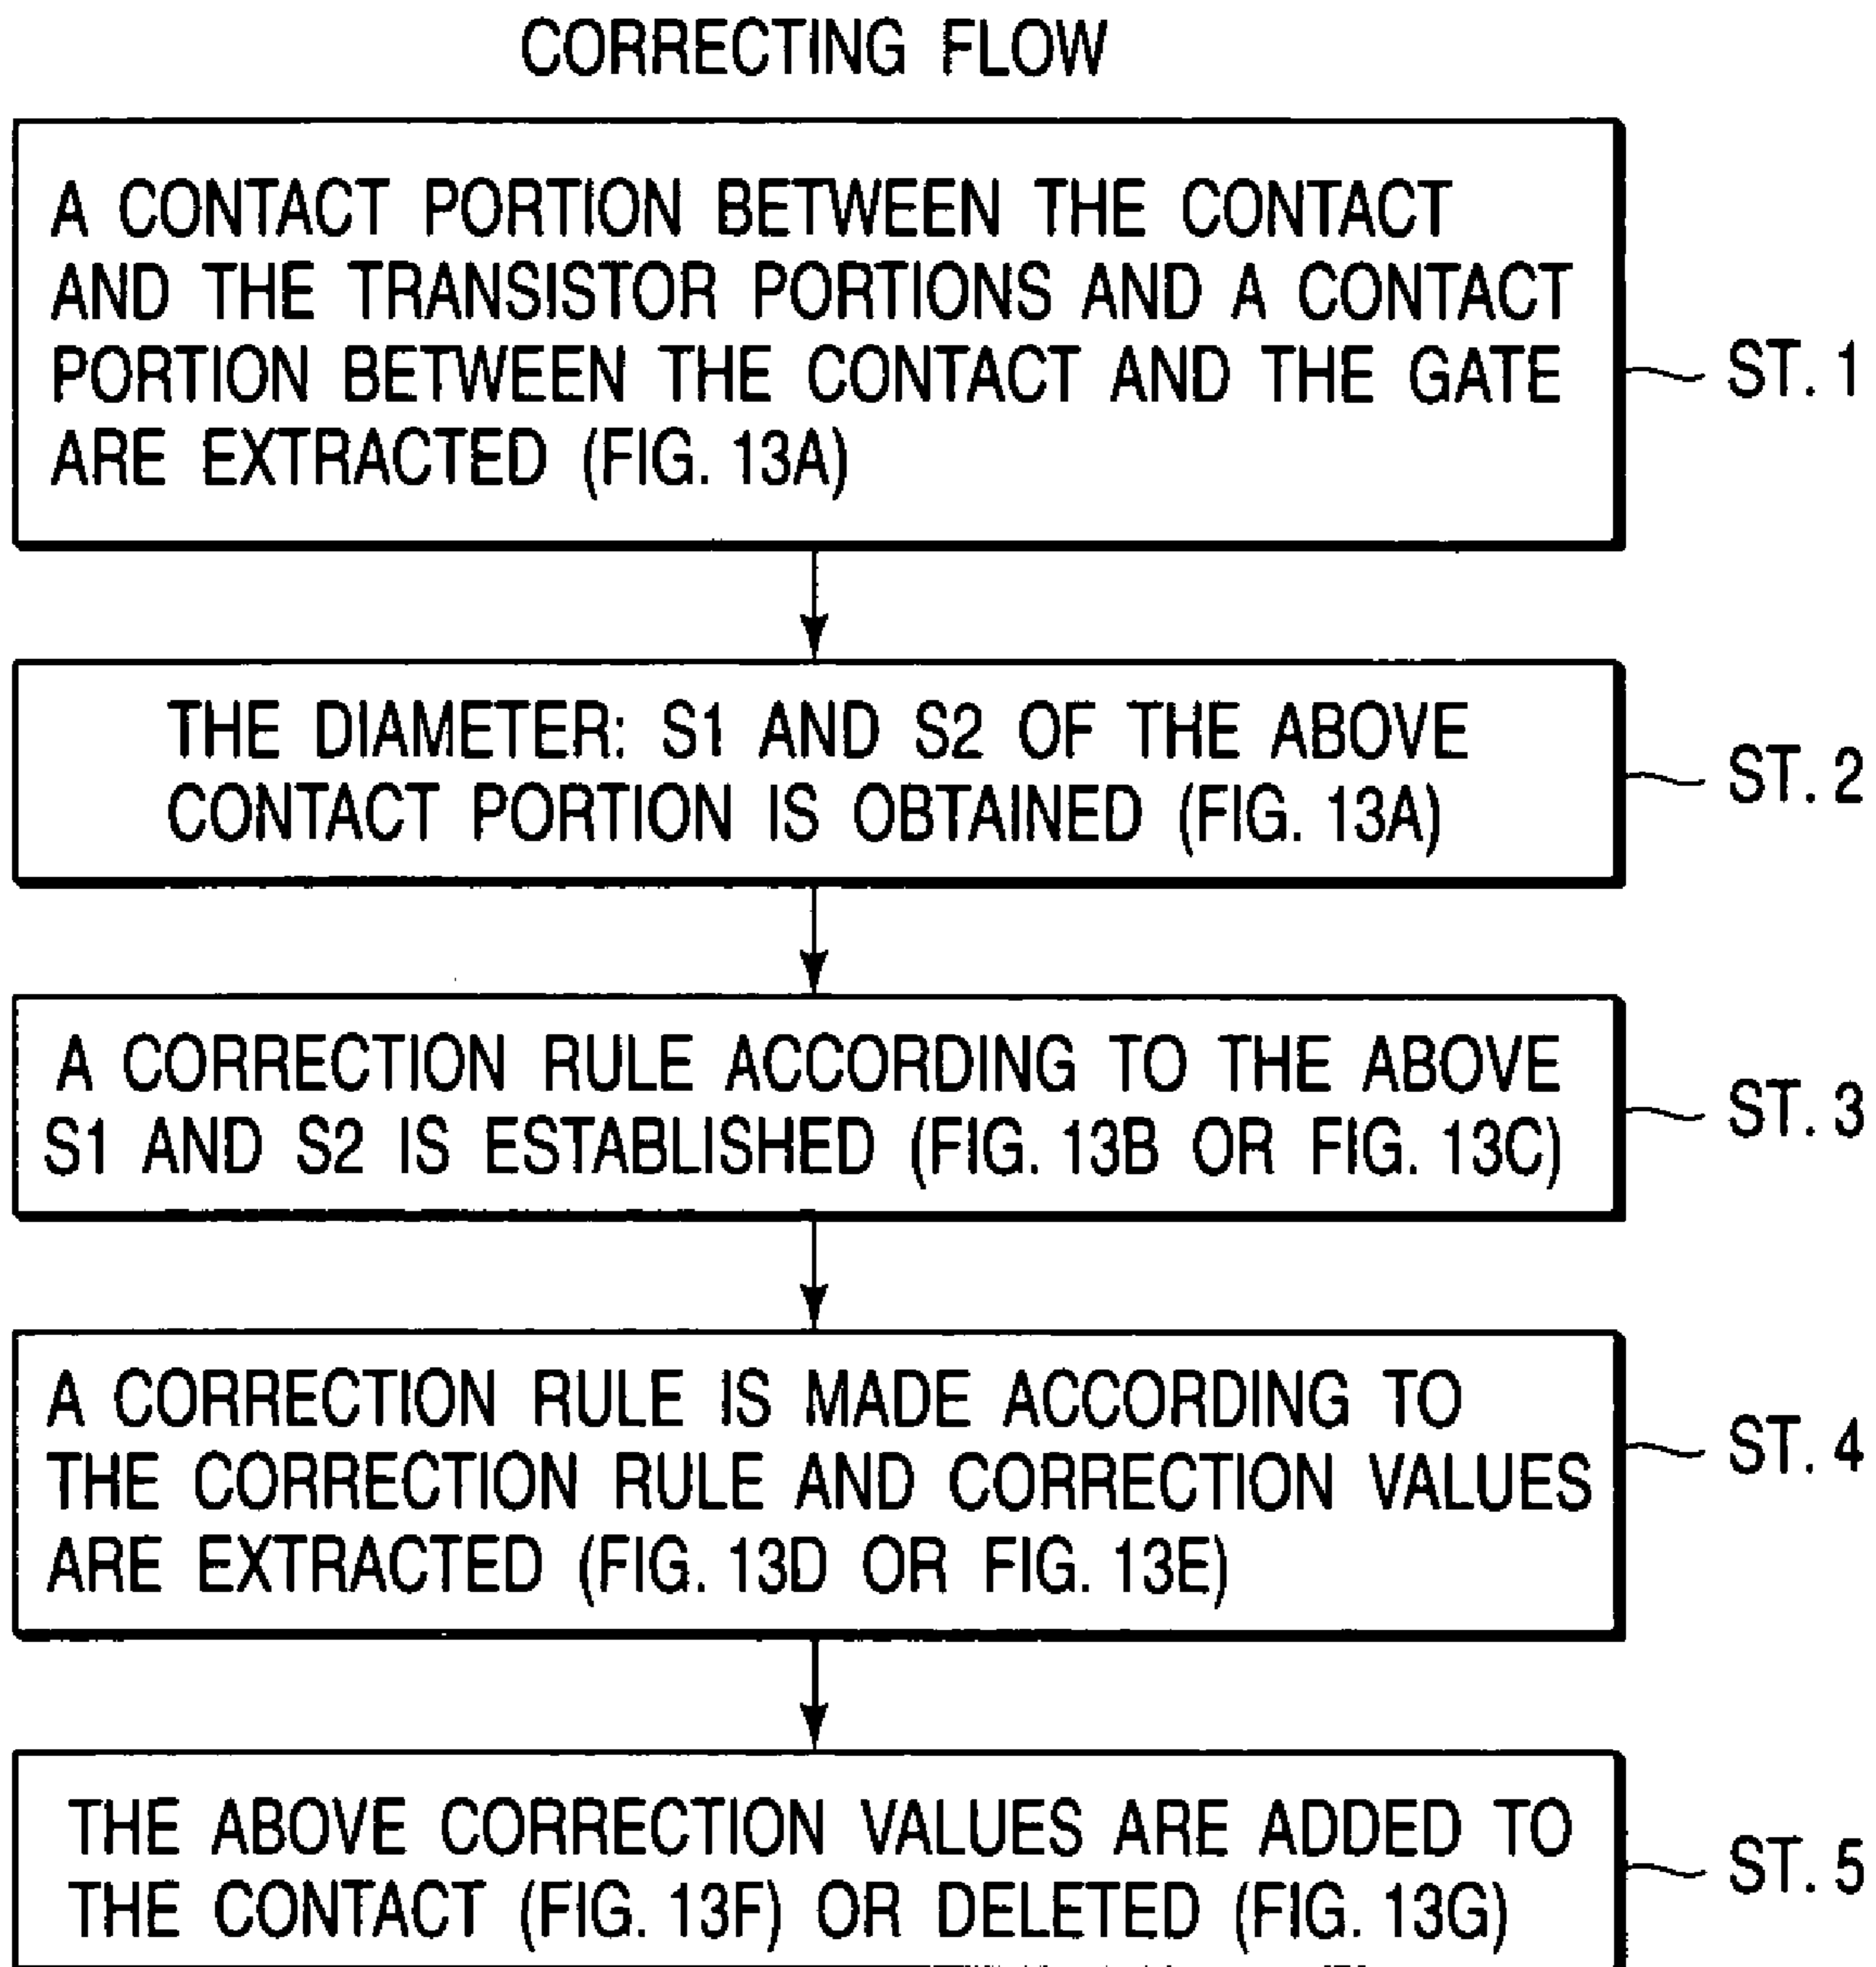 CORRECTING FLOW
A CONTACT PORTION BETWEEN THE CONTACT
AND THE TRANSISTOR PORTIONS AND A CONTACT
PORTION BETWEEN THE CONTACT AND THE GATE
ARE EXTRACTED (FIG. 13A)
ST. 1
THE DIAMETER: S1 AND S2 OF THE ABOVE
CONTACT PORTION IS OBTAINED (FIG. 13A)
ST. 2
A CORRECTION RULE ACCORDING TO THE ABOVE
S1 AND S2 IS ESTABLISHED (FIG. 13B OR FIG. 13C)
ST. 3
A CORRECTION RULE IS MADE ACCORDING TO
THE CORRECTION RULE AND CORRECTION VALUES
ARE EXTRACTED (FIG. 13D OR FIG. 13E)
ST. 4
THE ABOVE CORRECTION VALUES ARE ADDED TO
THE CONTACT (FIG. 13F) OR DELETED (FIG. 13G)
ST. 5